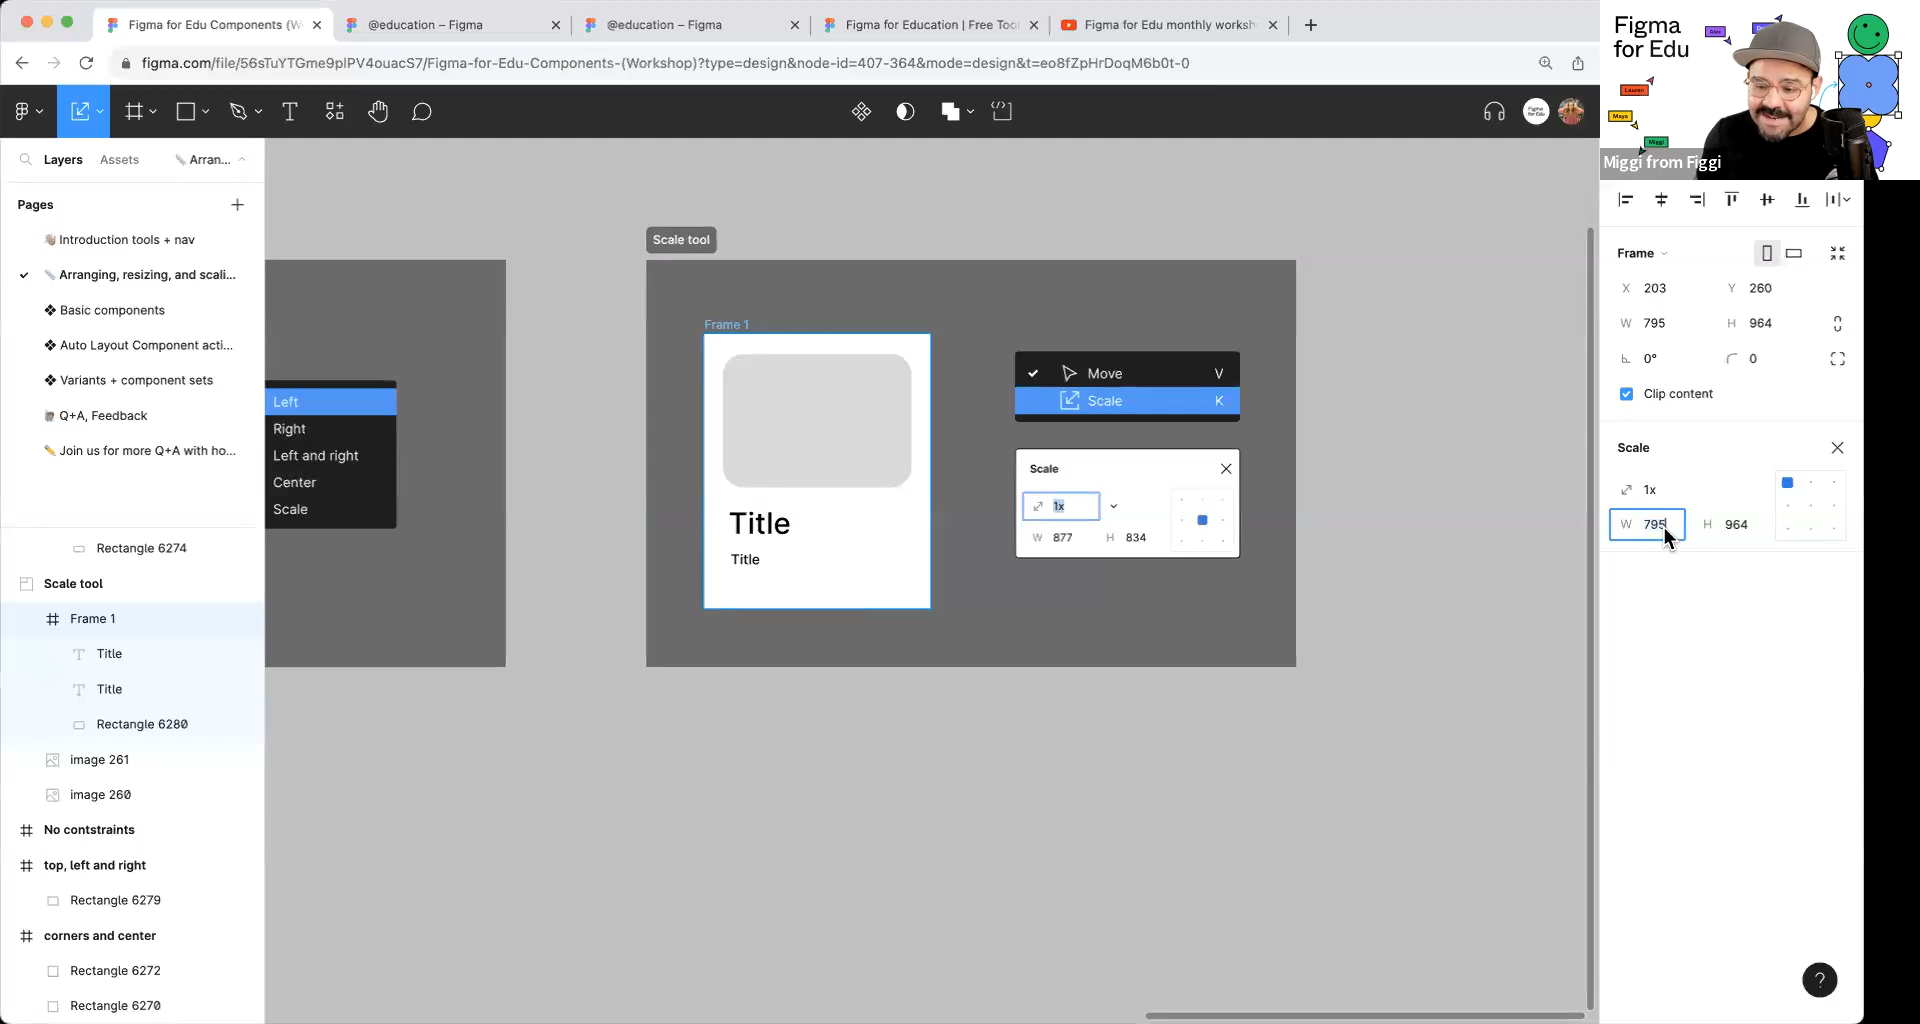 Figma for Edu Components (W
@education – Figma
@education – Figma
Figma for Education | Free Too
Figma for Edu monthly worksh
figma.com/file/56sTuYTGme9plPV4ouacS7/Figma-for-Edu-Components-(Workshop)?type=design&node-id=407-364&mode=design&t=eo8fZpHrDoqM6b0t-0
Figma
for Edu
Lauren
Maya
Miggi
Miggi from Figgi
Layers
Assets
Arran...
Pages
Introduction tools + nav
Arranging, resizing, and scali...
Basic components
Auto Layout Component acti...
Variants + component sets
Q+A, Feedback
Join us for more Q+A with ho...
Rectangle 6274
Scale tool
Frame 1
Title
Title
Rectangle 6280
image 261
image 260
No contstraints
top, left and right
Rectangle 6279
corners and center
Rectangle 6272
Rectangle 6270
Left
Right
Left and right
Center
Scale
Scale tool
Frame 1
Title
Title
Move V
Scale K
Scale
1x
W 877 H 834
Frame
X 203 Y 260
W 795 H 964
0° 0
Clip content
Scale
1x
W 795 H 964
?